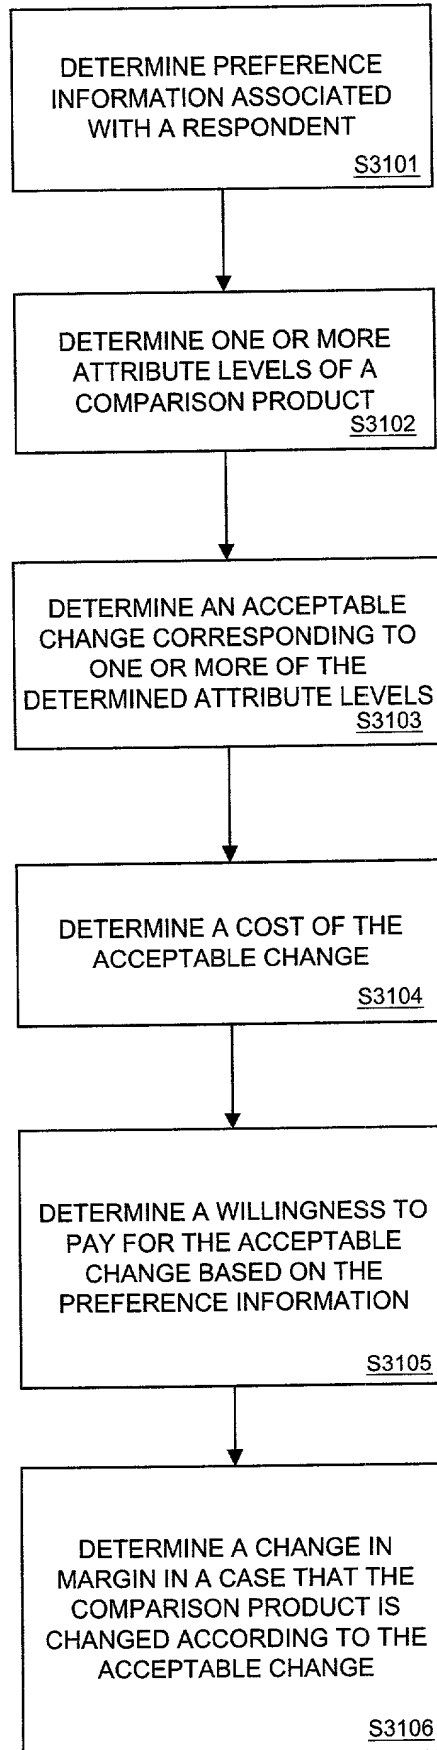 DETERMINE PREFERENCE
INFORMATION ASSOCIATED
WITH A RESPONDENT
S3101
DETERMINE ONE OR MORE
ATTRIBUTE LEVELS OF A
COMPARISON PRODUCT
S3102
DETERMINE AN ACCEPTABLE
CHANGE CORRESPONDING TO
ONE OR MORE OF THE
DETERMINED ATTRIBUTE LEVELS
S3103
DETERMINE A COST OF THE
ACCEPTABLE CHANGE
S3104
DETERMINE A WILLINGNESS TO
PAY FOR THE ACCEPTABLE
CHANGE BASED ON THE
PREFERENCE INFORMATION
S3105
DETERMINE A CHANGE IN
MARGIN IN A CASE THAT THE
COMPARISON PRODUCT IS
CHANGED ACCORDING TO THE
ACCEPTABLE CHANGE
S3106